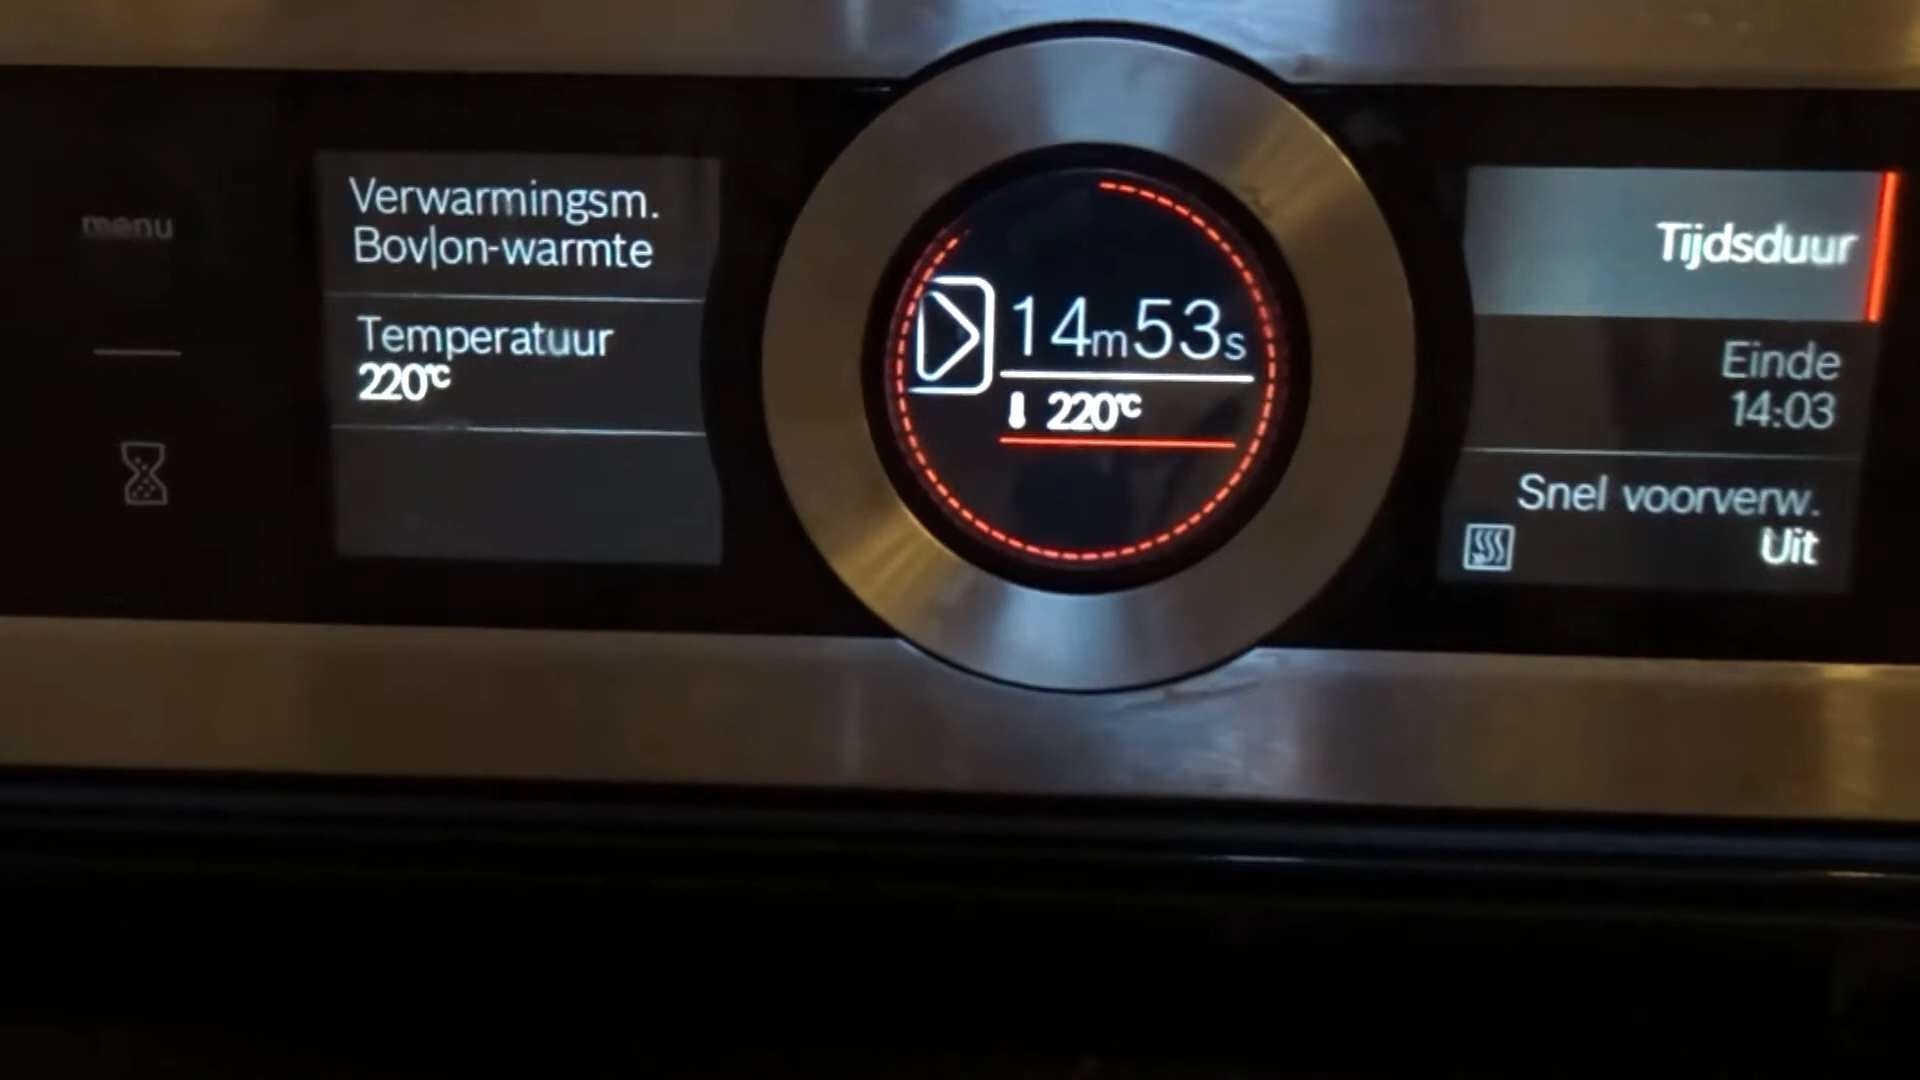 menu
Verwarmingsm.
Bov|on-warmte
Temperatuur
220°C
14m53s
220°C
Tijdsduur
Einde
14:03
Snel voorverw.
Uit